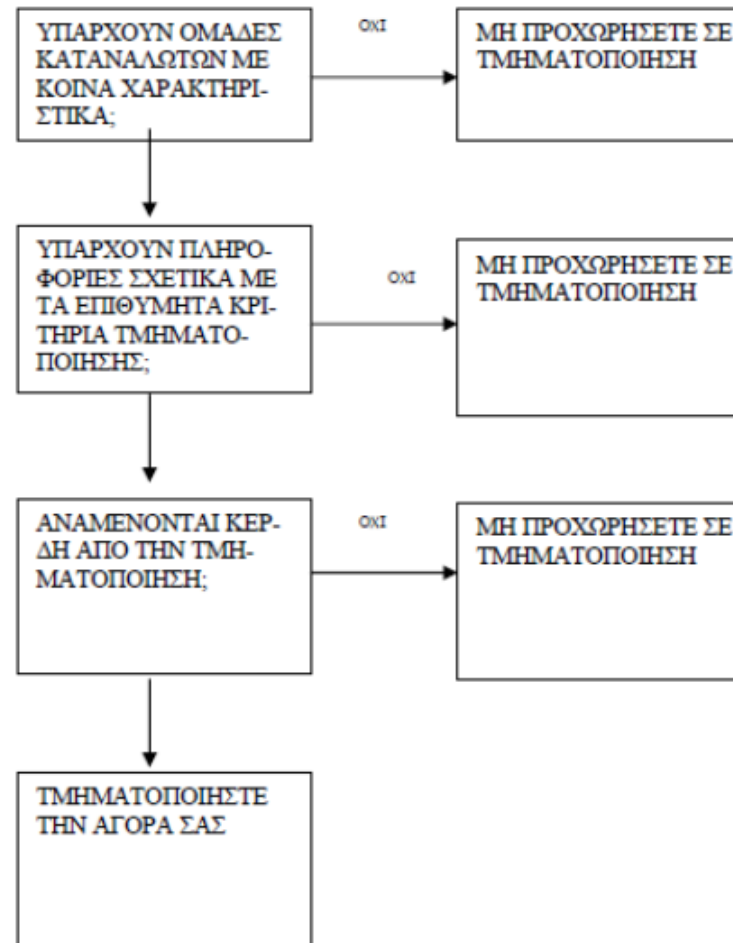 ΥΠΑΡΧΟΥΝ ΟΜΑΔΕΣ
ΚΑΤΑΝΑΛΩΤΩΝ ΜΕ
ΚΟΙΝΑ ΧΑΡΑΚΤΗΡΙ-
ΣΤΙΚΑ;
ΟΧΙ
ΜΗ ΠΡΟΧΩΡΗΣΕΤΕ ΣΕ
ΤΜΗΜΑΤΟΠΟΙΗΣΗ
ΥΠΑΡΧΟΥΝ ΠΛΗΡΟ-
ΦΟΡΙΕΣ ΣΧΕΤΙΚΑ ΜΕ
ΤΑ ΕΠΙΘΥΜΗΤΑ ΚΡΙ-
ΤΗΡΙΑ ΤΜΗΜΑΤΟ-
ΠΟΙΗΣΗΣ;
ΟΧΙ
ΜΗ ΠΡΟΧΩΡΗΣΕΤΕ ΣΕ
ΤΜΗΜΑΤΟΠΟΙΗΣΗ
ΑΝΑΜΕΝΟΝΤΑΙ ΚΕΡ-
ΔΗ ΑΠΟ ΤΗΝ ΤΜΗ-
ΜΑΤΟΠΟΙΗΣΗ;
ΟΧΙ
ΜΗ ΠΡΟΧΩΡΗΣΕΤΕ ΣΕ
ΤΜΗΜΑΤΟΠΟΙΗΣΗ
ΤΜΗΜΑΤΟΠΟΙΗΣΤΕ
ΤΗΝ ΑΓΟΡΑ ΣΑΣ